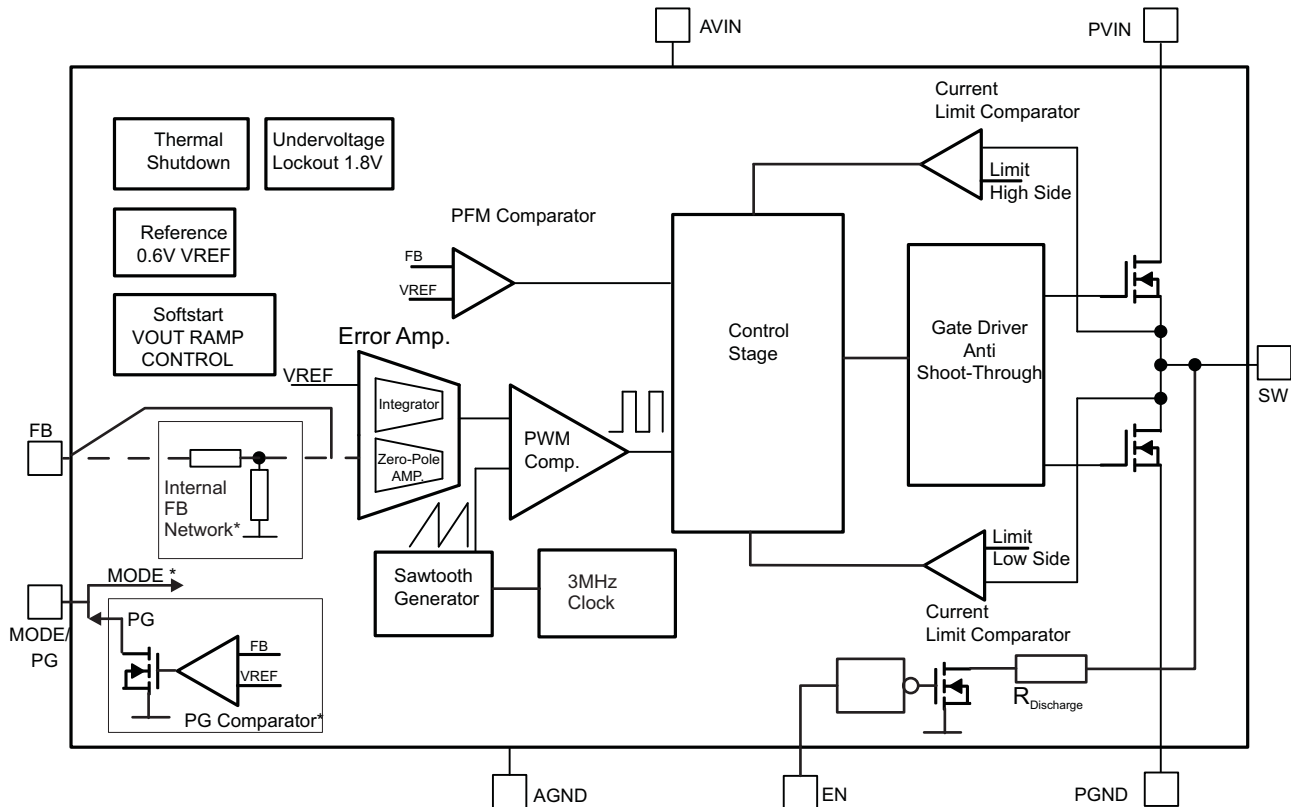 AVIN
PVIN
Current
Limit Comparator
Thermal
Shutdown
Undervoltage
Lockout 1.8V
Limit
High Side
PFM Comparator
Reference
0.6V VREF
FB
VREF
Softstart
VOUT RAMP
CONTROL
Error Amp.
VREF
Integrator
Zero-Pole
AMP.
PWM
Comp.
Control
Stage
Gate Driver
Anti
Shoot-Through
SW
FB
Internal
FB
Network*
Limit
Low Side
MODE *
Sawtooth
Generator
3MHz
Clock
Current
Limit Comparator
MODE/
PG
PG
FB
VREF
PG Comparator*
RDischarge
AGND
EN
PGND